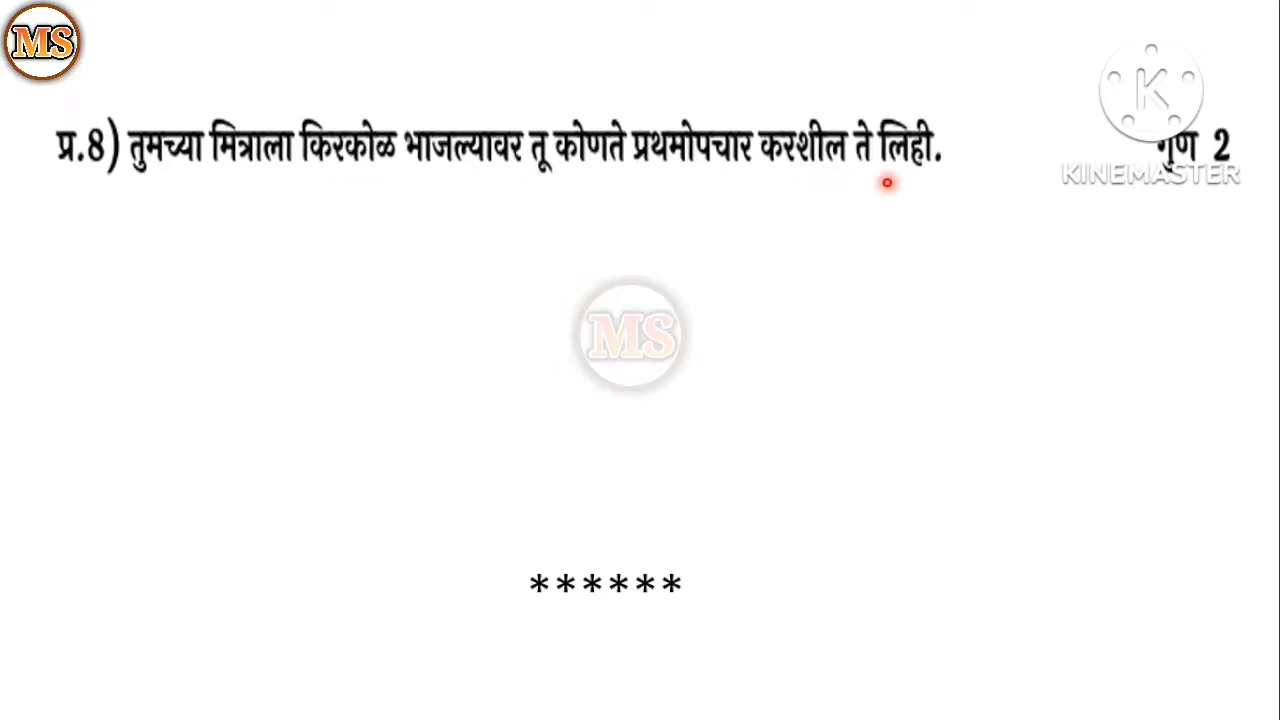 MS
प्र.8) तुमच्या मित्राला किरकोळ भाजल्यावर तू कोणते प्रथमोपचार करशील ते लिही. गुण 2
K
KINEMASTER
MS
******